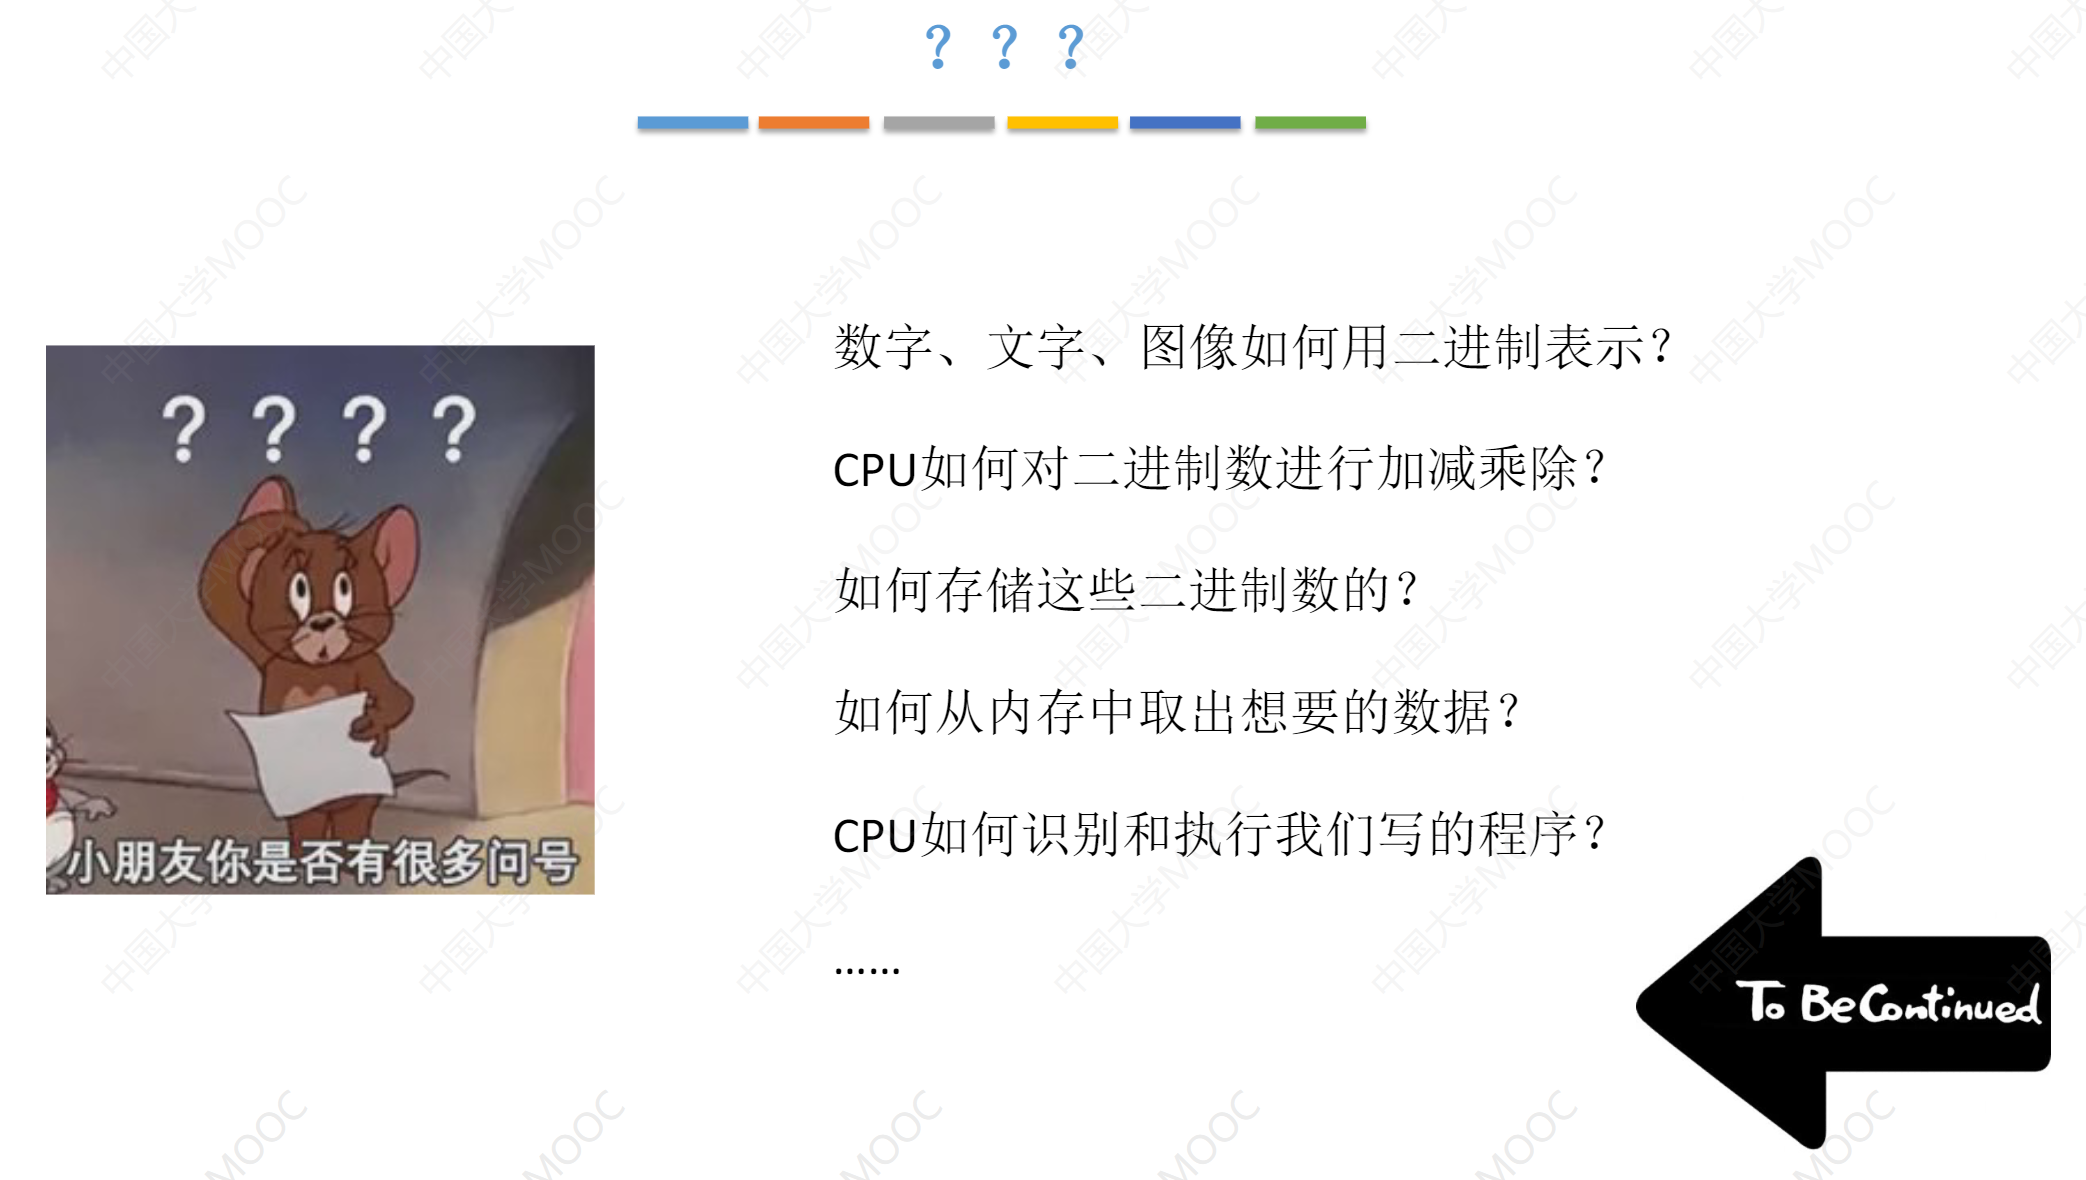 ？？？
？？？？
小朋友你是否有很多问号
数字、文字、图像如何用二进制表示？
CPU如何对二进制数进行加减乘除？
如何存储这些二进制数的？
如何从内存中取出想要的数据？
CPU如何识别和执行我们写的程序？
……
To Be Continued
中国大学MOOC